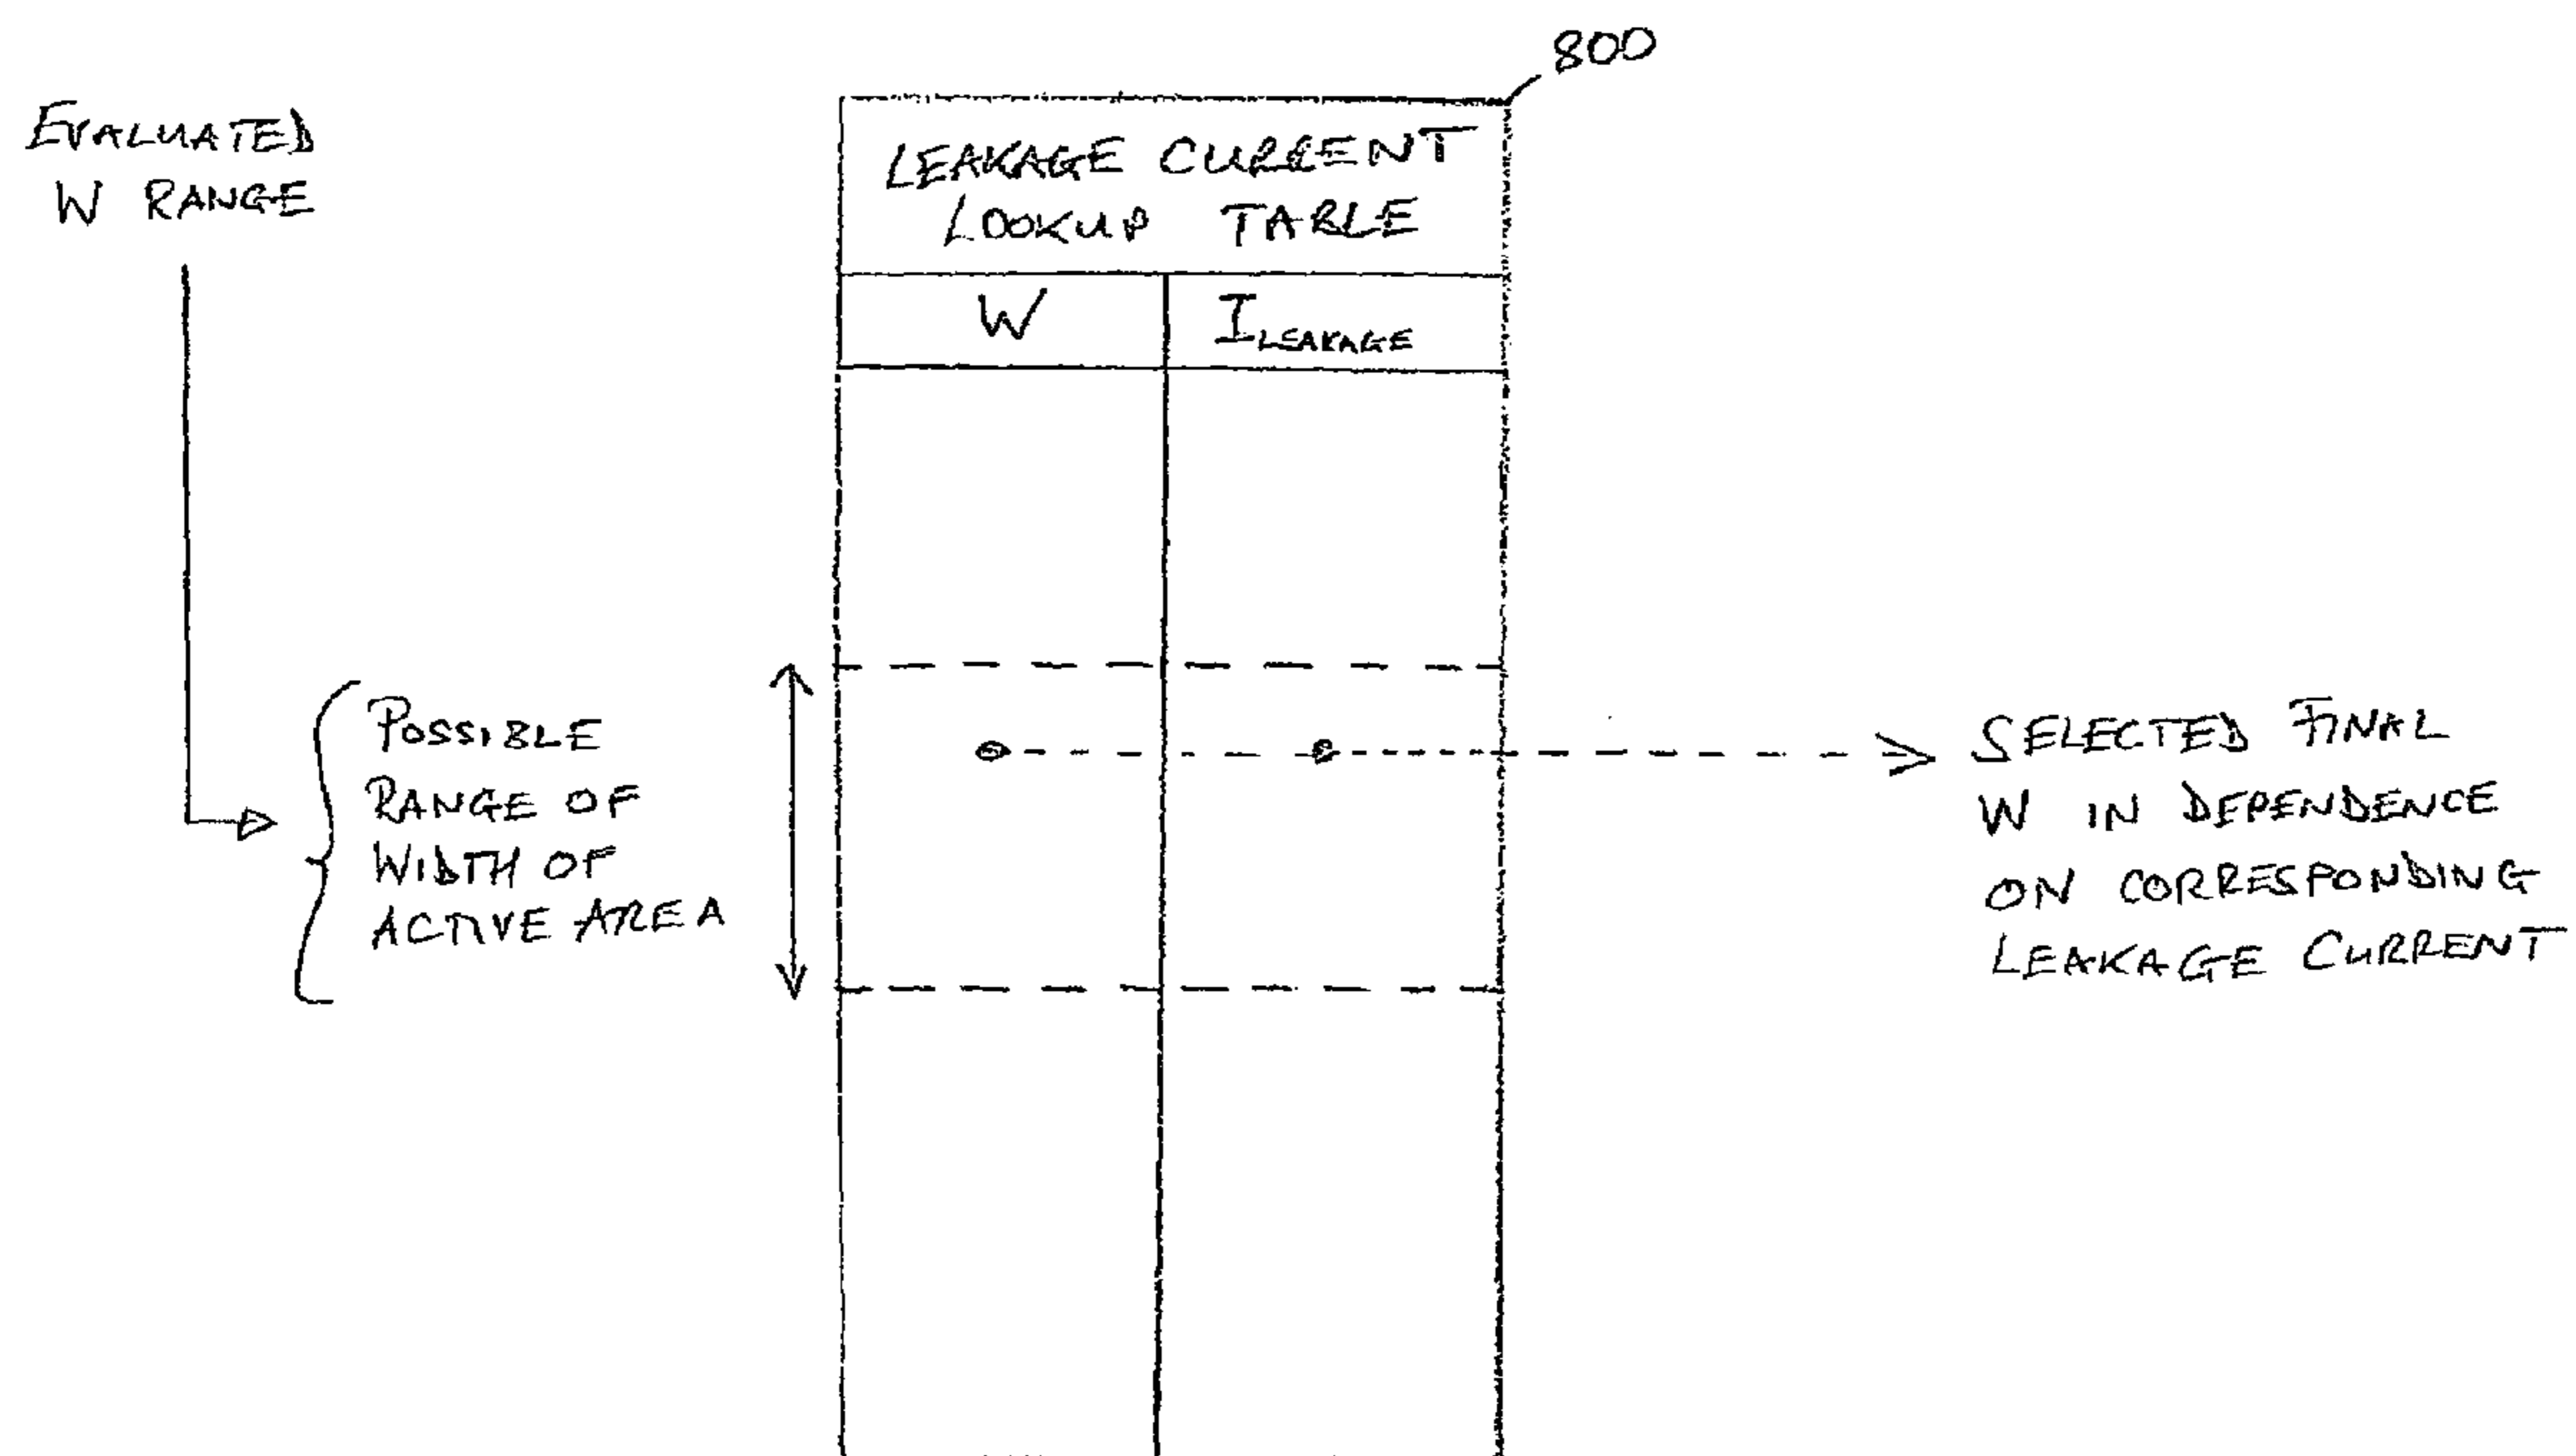 800
EVALUATED
W RANGE
LEAKAGE CURRENT
LOOKUP TABLE
W
I LEAKAGE
POSSIBLE
RANGE OF
WIDTH OF
ACTIVE AREA
SELECTED FINAL
W IN DEPENDENCE
ON CORRESPONDING
LEAKAGE CURRENT